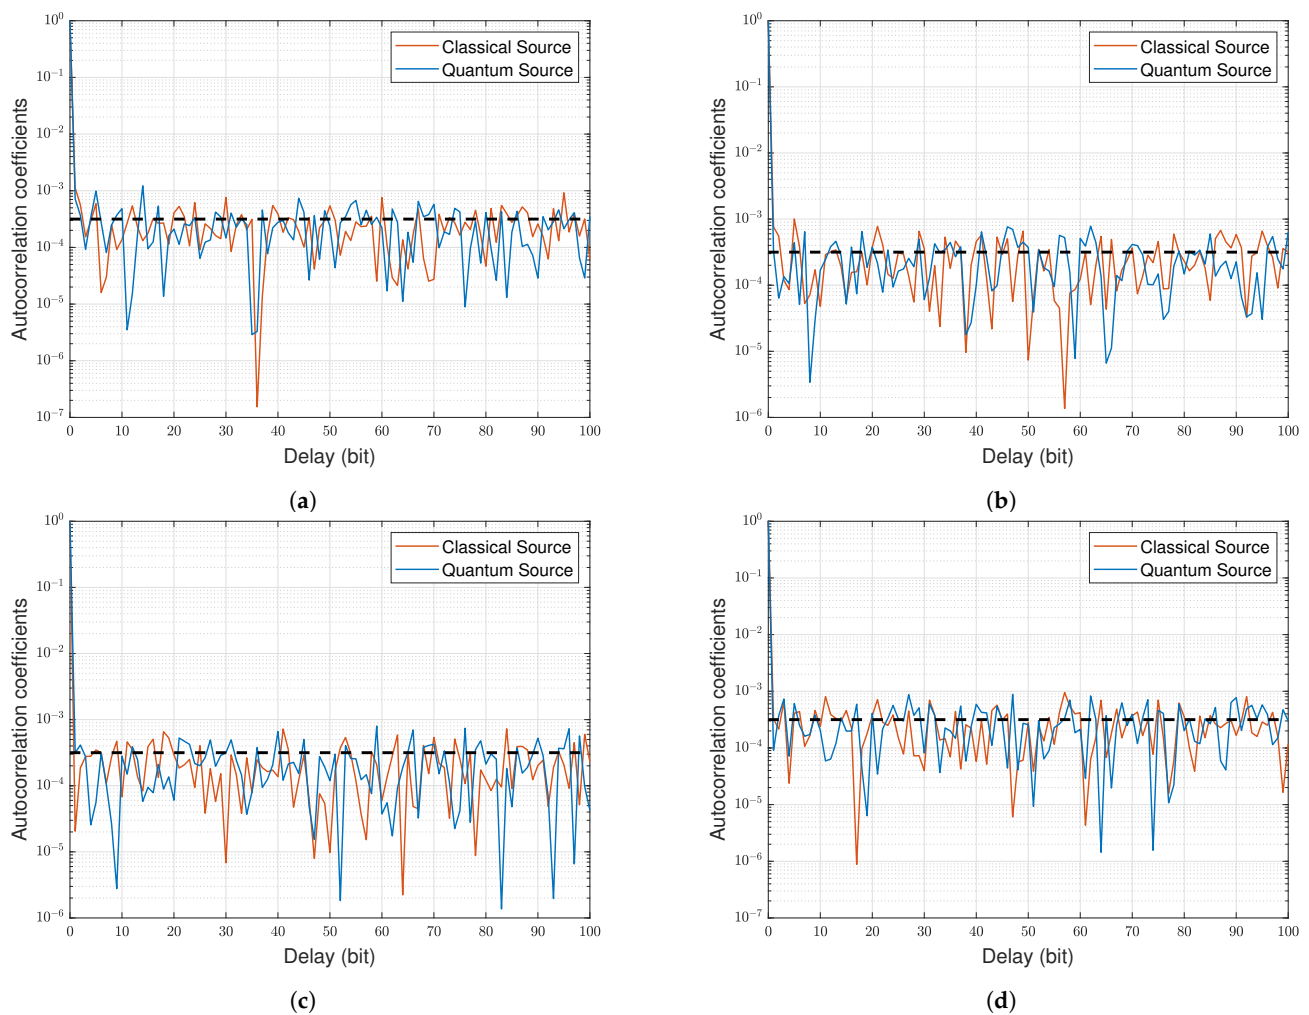 10^0
10^-1
10^-2
10^-3
10^-4
10^-5
10^-6
10^-7
Autocorrelation coefficients
Classical Source
Quantum Source
0 10 20 30 40 50 60 70 80 90 100
Delay (bit)
(a)
10^0
10^-1
10^-2
10^-3
10^-4
10^-5
10^-6
Autocorrelation coefficients
Classical Source
Quantum Source
0 10 20 30 40 50 60 70 80 90 100
Delay (bit)
(b)
10^0
10^-1
10^-2
10^-3
10^-4
10^-5
10^-6
Autocorrelation coefficients
Classical Source
Quantum Source
0 10 20 30 40 50 60 70 80 90 100
Delay (bit)
(c)
10^0
10^-1
10^-2
10^-3
10^-4
10^-5
10^-6
10^-7
Autocorrelation coefficients
Classical Source
Quantum Source
0 10 20 30 40 50 60 70 80 90 100
Delay (bit)
(d)